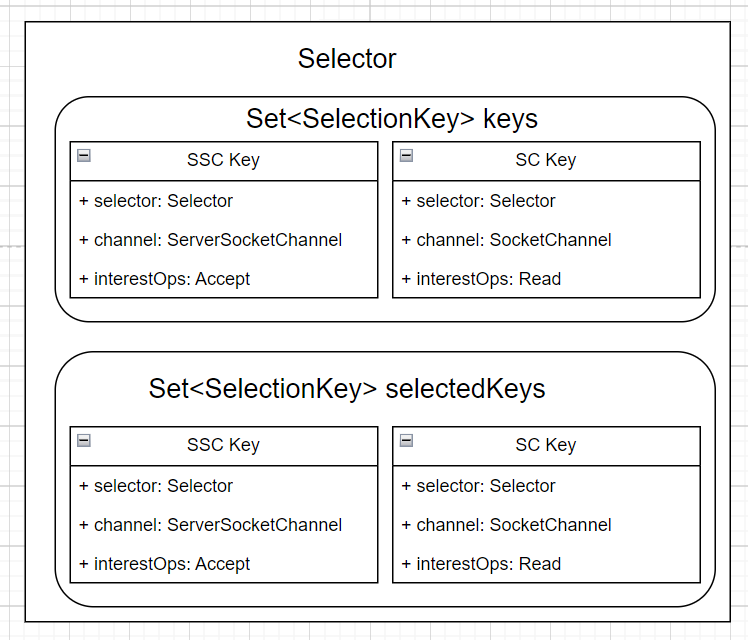 Selector
Set<SelectionKey> keys
SSC Key
+ selector: Selector
+ channel: ServerSocketChannel
+ interestOps: Accept
SC Key
+ selector: Selector
+ channel: SocketChannel
+ interestOps: Read
Set<SelectionKey> selectedKeys
SSC Key
+ selector: Selector
+ channel: ServerSocketChannel
+ interestOps: Accept
SC Key
+ selector: Selector
+ channel: SocketChannel
+ interestOps: Read